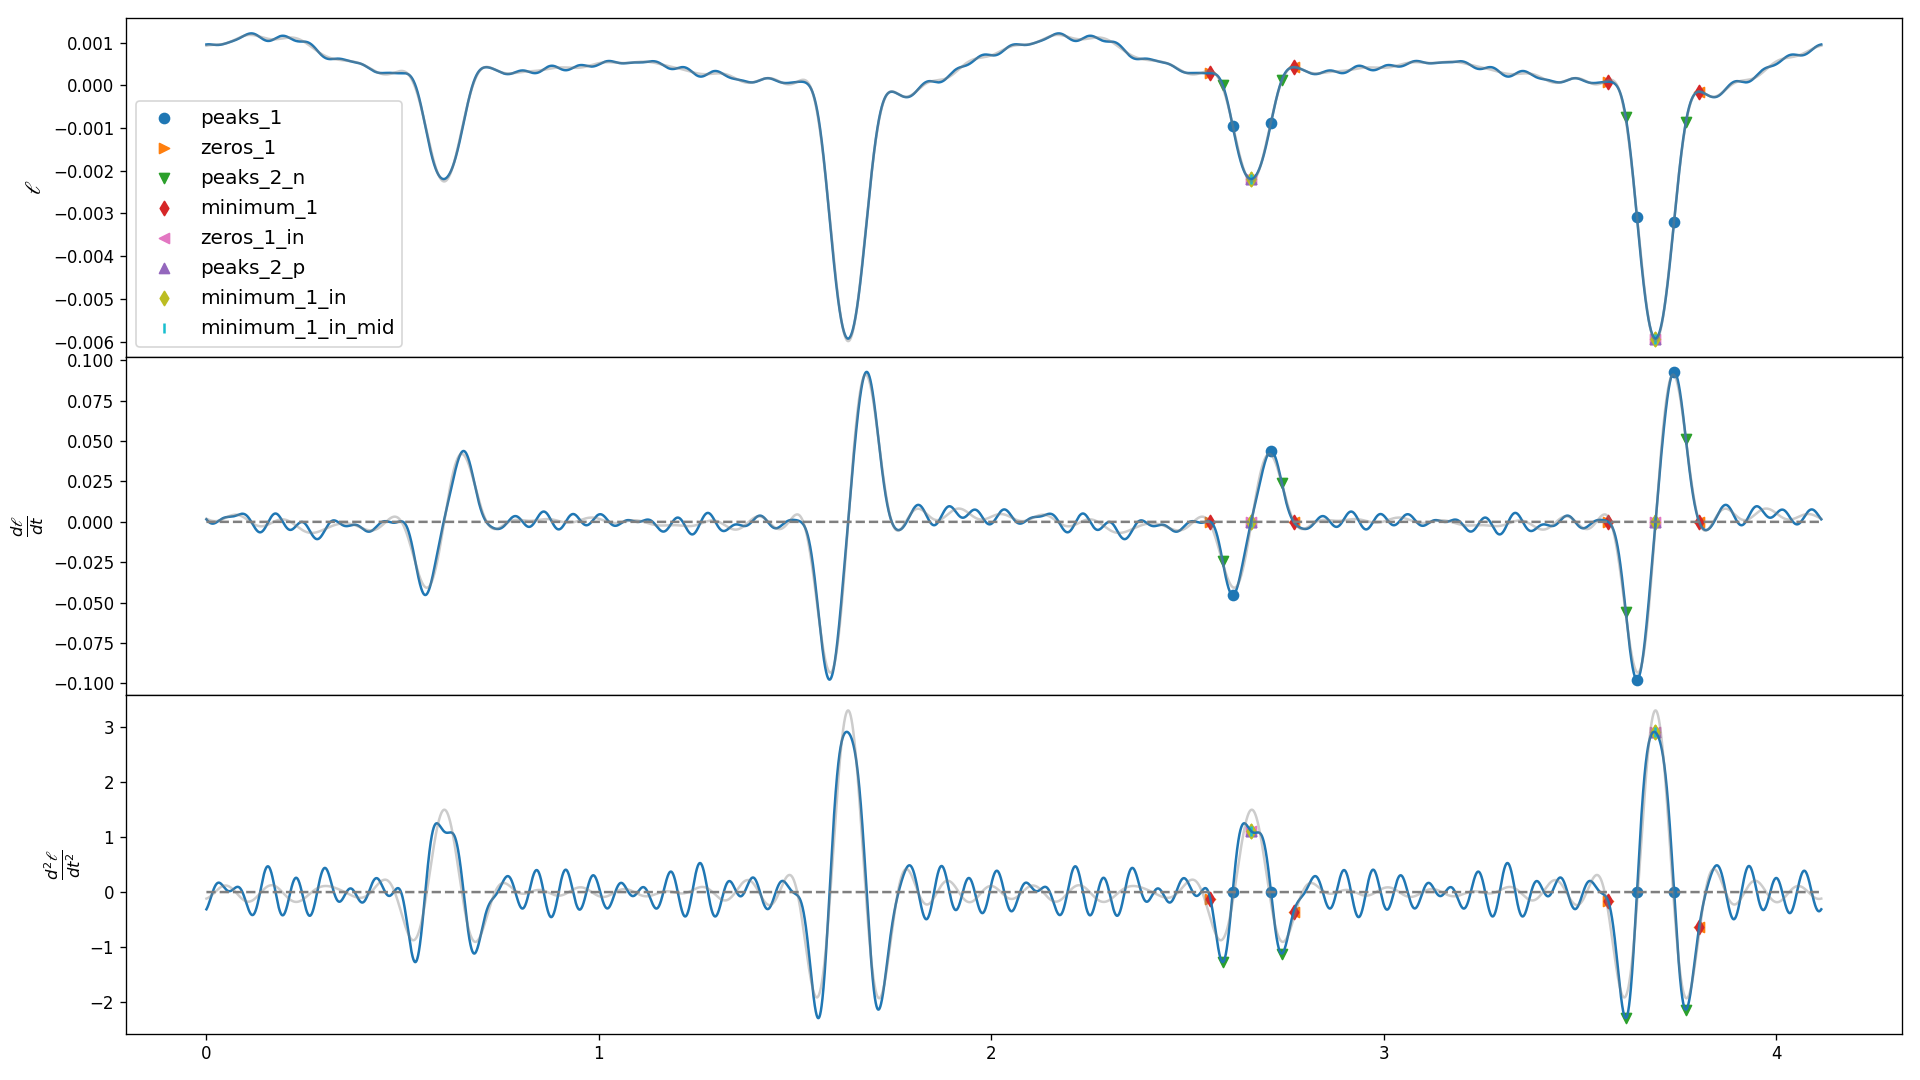 0.001
0.000
−0.001
−0.002
−0.003
−0.004
−0.005
−0.006
ℓ
peaks_1
zeros_1
peaks_2_n
minimum_1
zeros_1_in
peaks_2_p
minimum_1_in
minimum_1_in_mid
0.100
0.075
0.050
0.025
0.000
−0.025
−0.050
−0.075
−0.100
dℓ
dt
3
2
1
0
−1
−2
d²ℓ
dt²
0 1 2 3 4